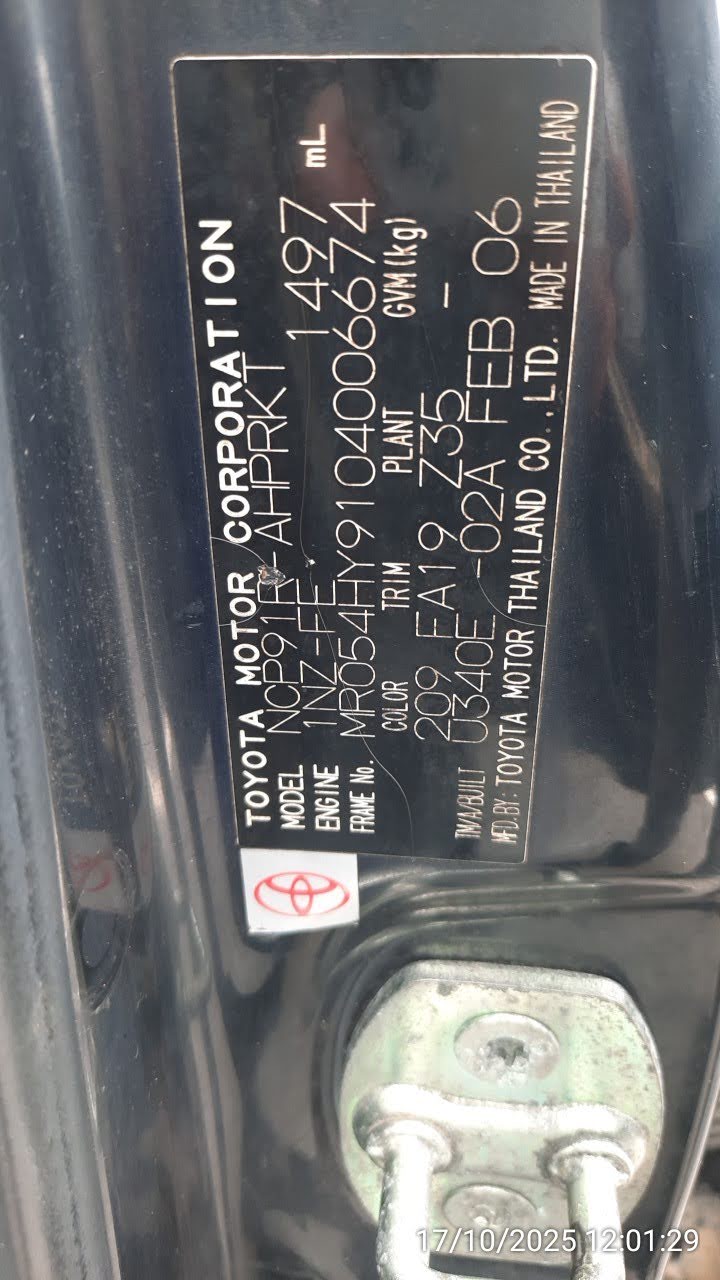 TOYOTA MOTOR CORPORATION
MODEL NCP91R-AHPRKT
ENGINE 1NZ-FE 1497 mL
FRAME No. MR054HY9104006674
COLOR TRIM PLANT GVM(kg)
209 FA19 Z35 —
TM/A/BUILT U340E -02A FEB 06
MFD.BY: TOYOTA MOTOR THAILAND CO.,LTD. MADE IN THAILAND
17/10/2025 12:01:29